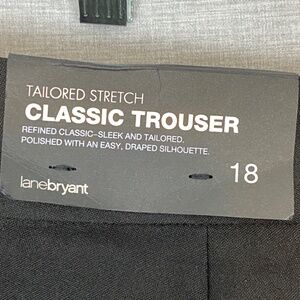 TAILORED STRETCH
CLASSIC TROUSER
REFINED CLASSIC–SLEEK AND TAILORED.
POLISHED WITH AN EASY, DRAPED SILHOUETTE.
18
lanebryant